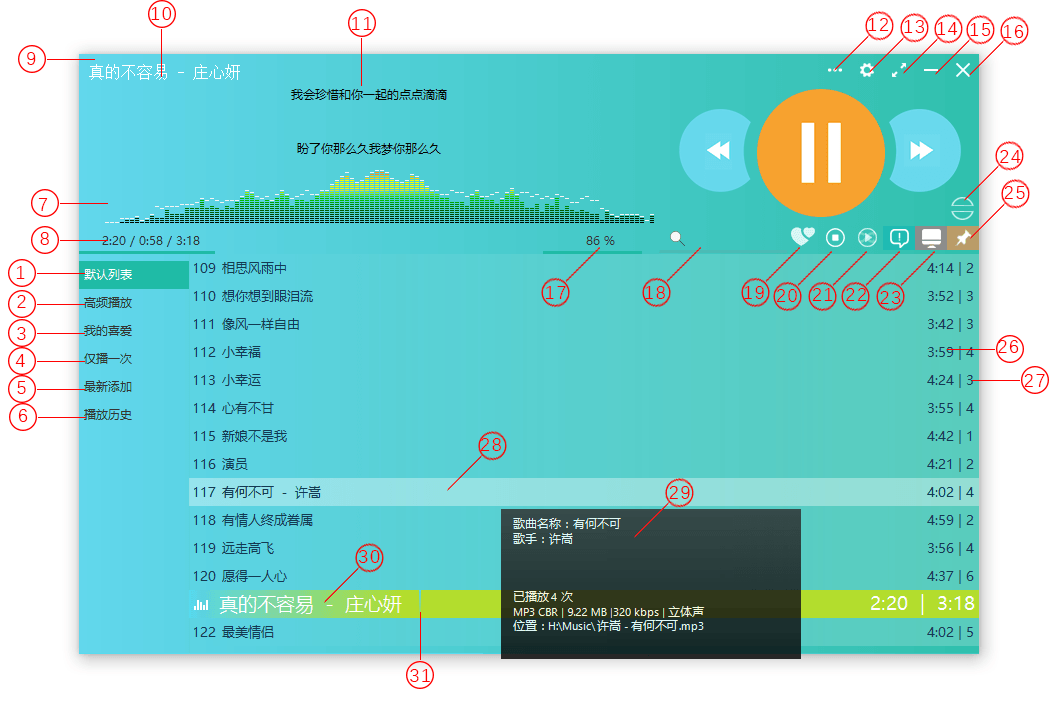 10
11
12
13
14
15
16
9
真的不容易 - 庄心妍
我会珍惜和你一起的点点滴滴
盼了你那么久我梦你那么久
24
25
7
8
2:20 / 0:58 / 3:18
86 %
17
18
19
20
21
22
23
1
默认列表
2
高频播放
3
我的喜爱
4
仅播一次
5
最新添加
6
播放历史
109 相思风雨中 4:14 | 2
110 想你想到眼泪流 3:52 | 3
111 像风一样自由 3:42 | 3
112 小幸福 3:59 | 4
26
113 小幸运 4:24 | 3
27
114 心有不甘 3:55 | 4
115 新娘不是我 4:42 | 1
28
116 演员 4:21 | 2
117 有何不可 - 许嵩 4:02 | 4
29
118 有情人终成眷属 4:59 | 2
119 远走高飞 3:56 | 4
30
120 愿得一人心 4:37 | 6
真的不容易 - 庄心妍 2:20 | 3:18
122 最美情侣 4:02 | 5
31
歌曲名称：有何不可
歌手：许嵩
已播放 4 次
MP3 CBR | 9.22 MB |320 kbps | 立体声
位置：H:\Music\许嵩 - 有何不可.mp3